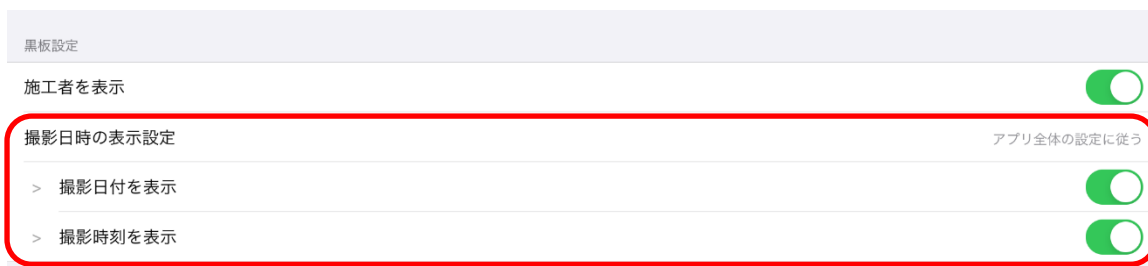 黒板設定
施工者を表示
撮影日時の表示設定 アプリ全体の設定に従う
> 撮影日付を表示
> 撮影時刻を表示